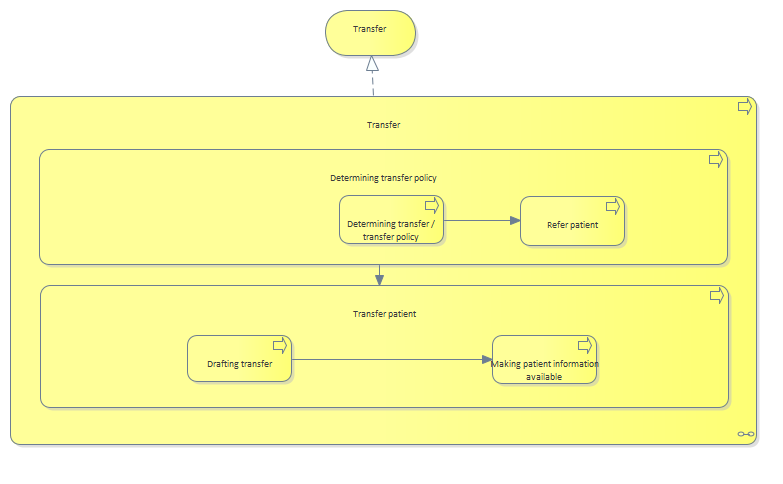 Transfer
Transfer
Determining transfer policy
Determining transfer /
transfer policy
Refer patient
Transfer patient
Drafting transfer
Making patient information
available